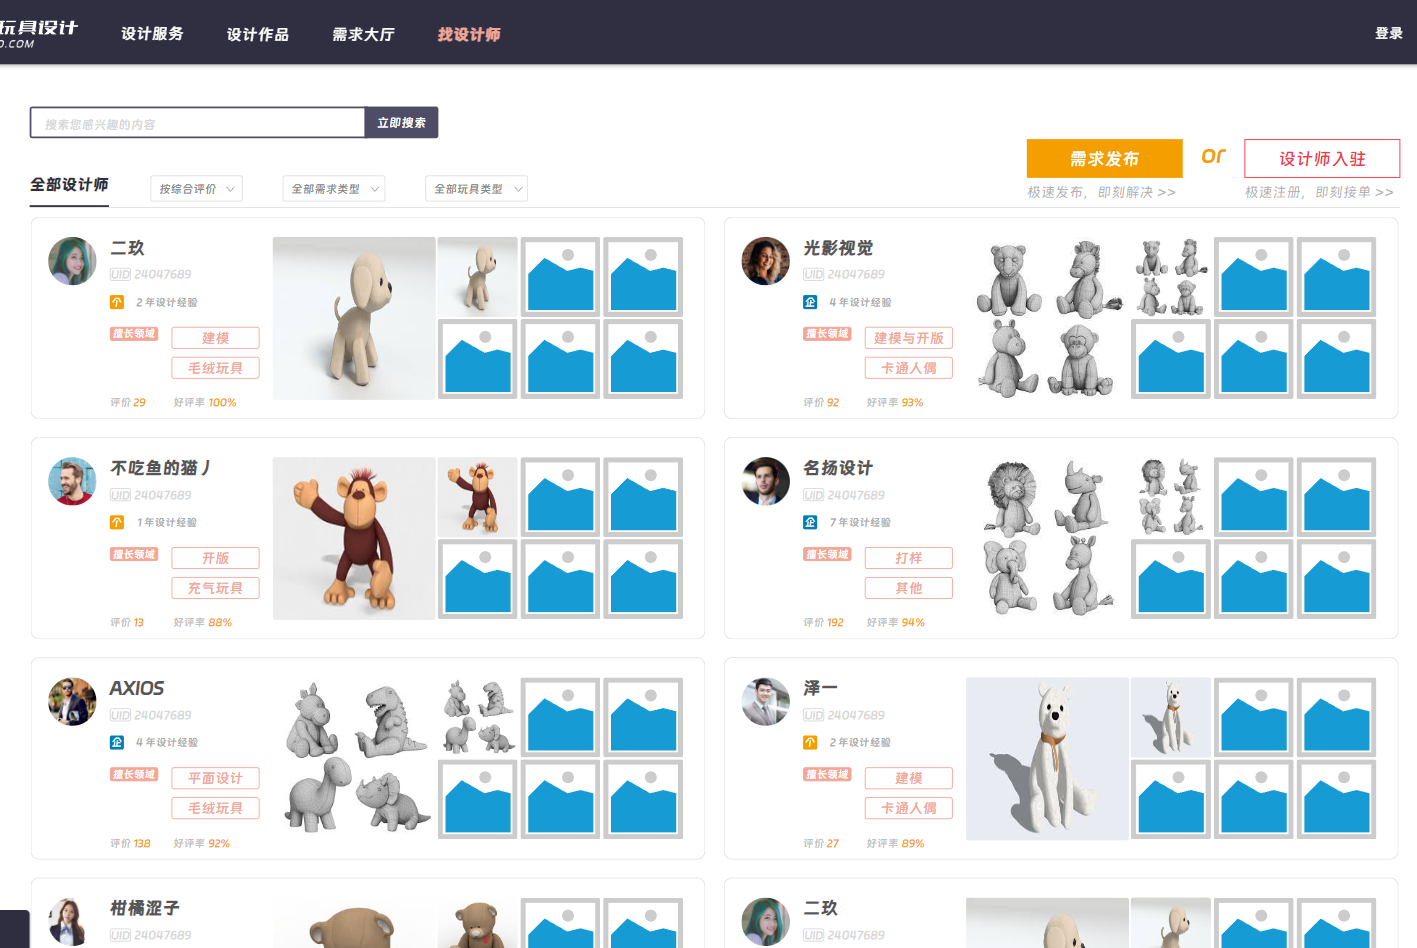 玩具设计
D.COM
设计服务
设计作品
需求大厅
找设计师
登录
搜索您感兴趣的内容
立即搜索
需求发布
or
设计师入驻
极速发布，即刻解决 >>
极速注册，即刻接单 >>
全部设计师
按综合评价
全部需求类型
全部玩具类型
二玖
UID 24047689
个 2 年设计经验
擅长领域
建模
毛绒玩具
评价 29 好评率 100%
光影视觉
UID 24047689
企 4 年设计经验
擅长领域
建模与开版
卡通人偶
评价 92 好评率 93%
不吃鱼的猫丿
UID 24047689
个 1 年设计经验
擅长领域
开版
充气玩具
评价 13 好评率 88%
名扬设计
UID 24047689
企 7 年设计经验
擅长领域
打样
其他
评价 192 好评率 94%
AXIOS
UID 24047689
企 4 年设计经验
擅长领域
平面设计
毛绒玩具
评价 138 好评率 92%
泽一
UID 24047689
个 2 年设计经验
擅长领域
建模
卡通人偶
评价 27 好评率 89%
柑橘涩子
UID 24047689
二玖
UID 24047689